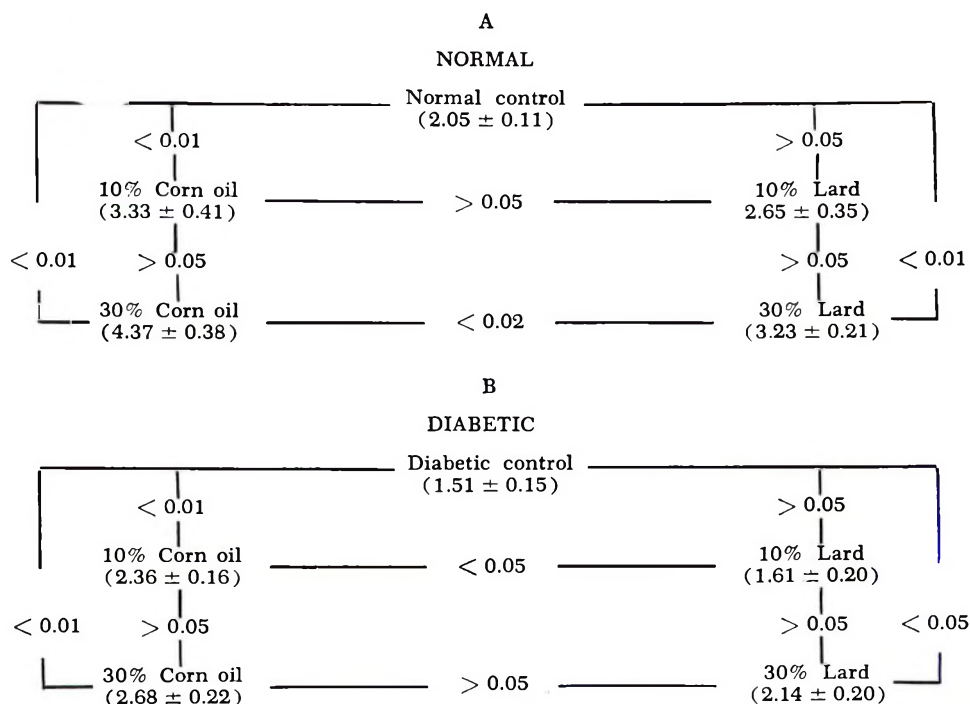 A
NORMAL
Normal control
(2.05 ± 0.11)
< 0.01
> 0.05
10% Corn oil
(3.33 ± 0.41)
> 0.05
10% Lard
2.65 ± 0.35)
< 0.01
> 0.05
> 0.05
< 0.01
30% Corn oil
(4.37 ± 0.38)
< 0.02
30% Lard
(3.23 ± 0.21)
B
DIABETIC
Diabetic control
(1.51 ± 0.15)
< 0.01
> 0.05
10% Corn oil
(2.36 ± 0.16)
< 0.05
10% Lard
(1.61 ± 0.20)
< 0.01
> 0.05
> 0.05
< 0.05
30% Corn oil
(2.68 ± 0.22)
> 0.05
30% Lard
(2.14 ± 0.20)